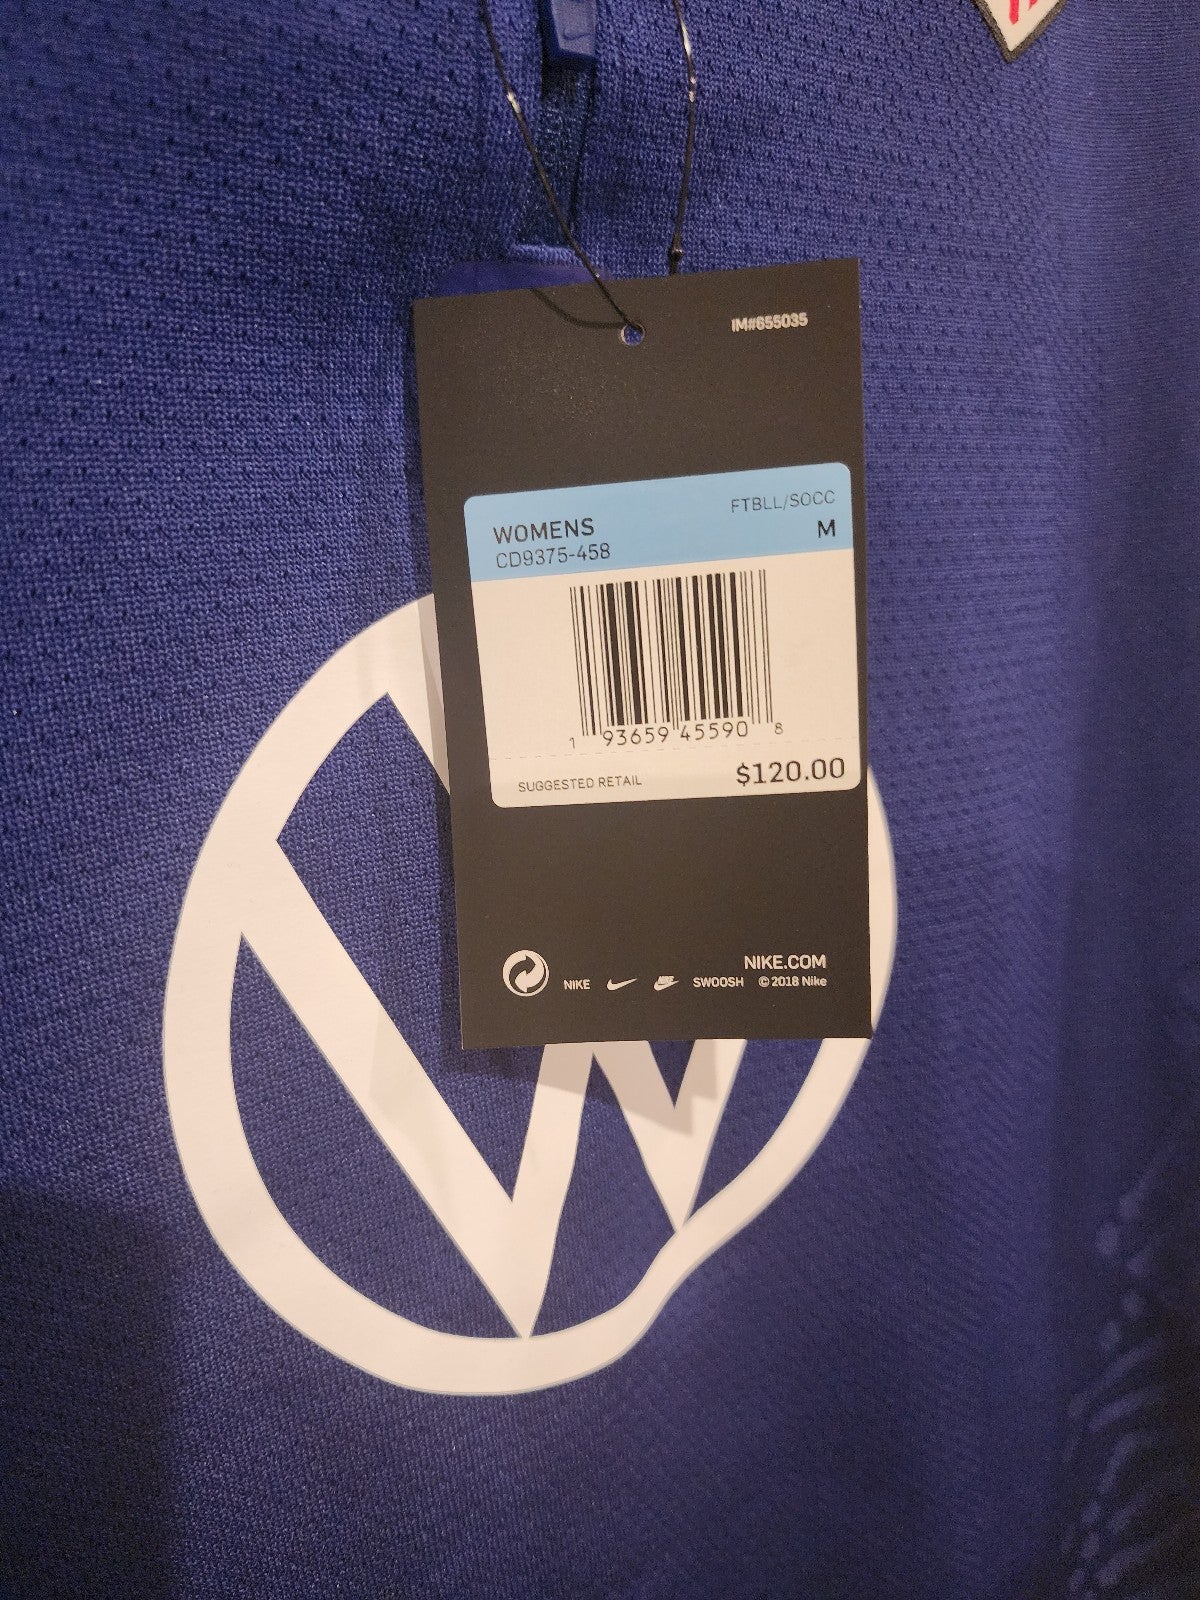 IM#655035
FTBLL/SOCC
WOMENS M
CD9375-458
1 93659 45590 8
SUGGESTED RETAIL $120.00
NIKE.COM
NIKE SWOOSH © 2018 Nike